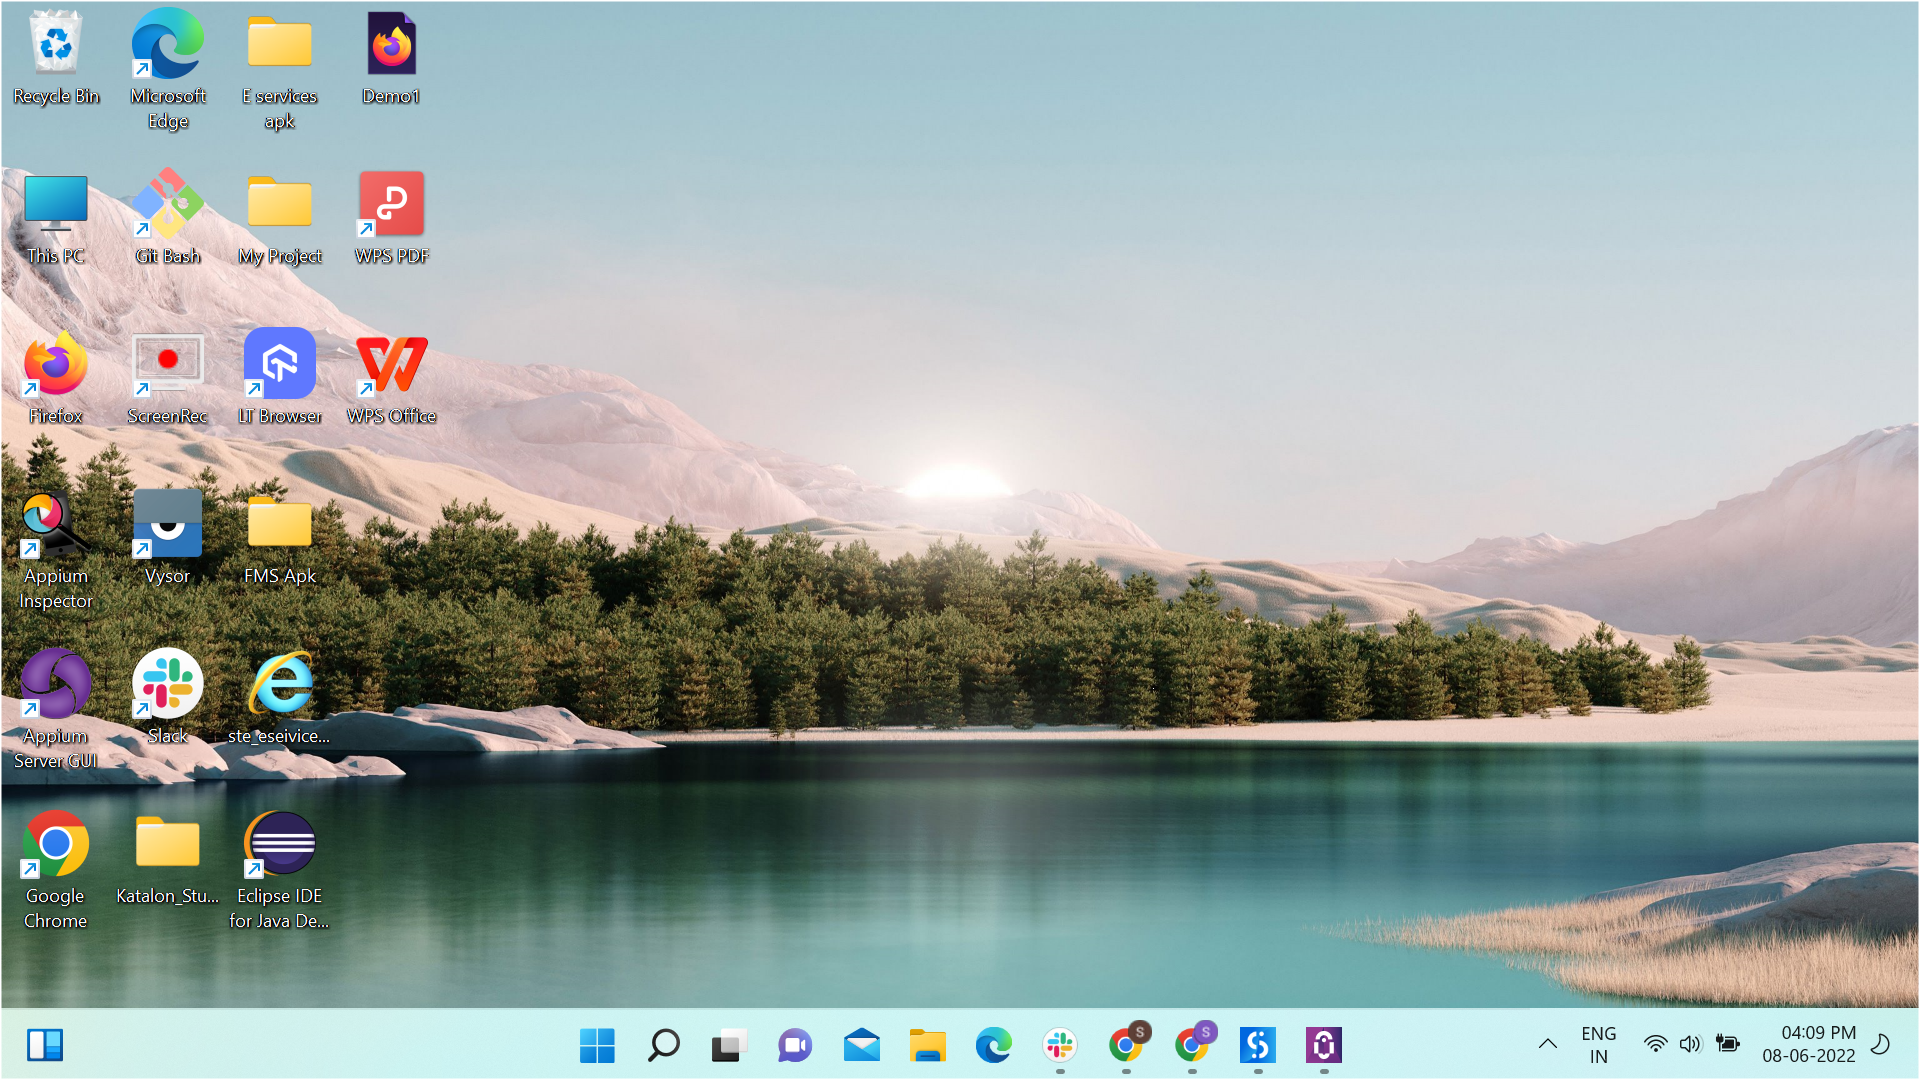 Recycle Bin
Microsoft
Edge
E services
apk
Demo1
This PC
Git Bash
My Project
WPS PDF
Firefox
ScreenRec
LT Browser
WPS Office
Appium
Inspector
Vysor
FMS Apk
Appium
Server GUI
Slack
ste_eseivice...
Google
Chrome
Katalon_Stu...
Eclipse IDE
for Java De...
S
S
ENG
IN
04:09 PM
08-06-2022